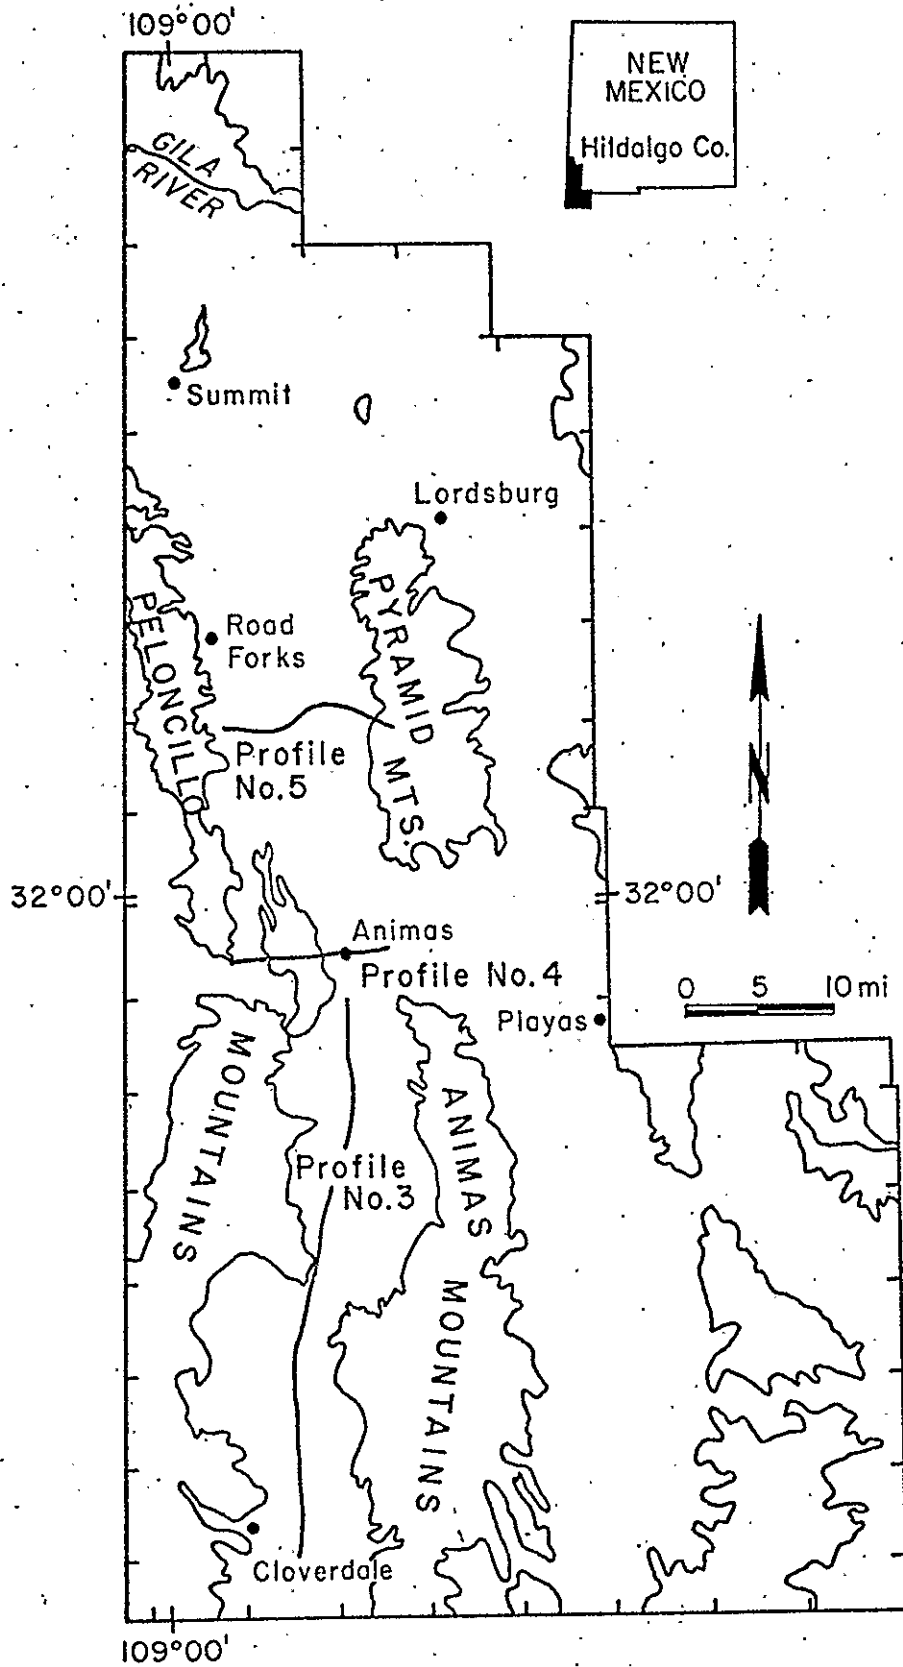 109°00'
NEW
MEXICO
Hildalgo Co.
GILA
RIVER
Summit
Lordsburg
PYRAMID MTS.
PELONCILLO
Road
Forks
Profile
No.5
32°00'
32°00'
Animas
Profile No.4
0 5 10 mi
Playas
N
MOUNTAINS
ANIMAS
MOUNTAINS
Profile
No.3
Cloverdale
109°00'